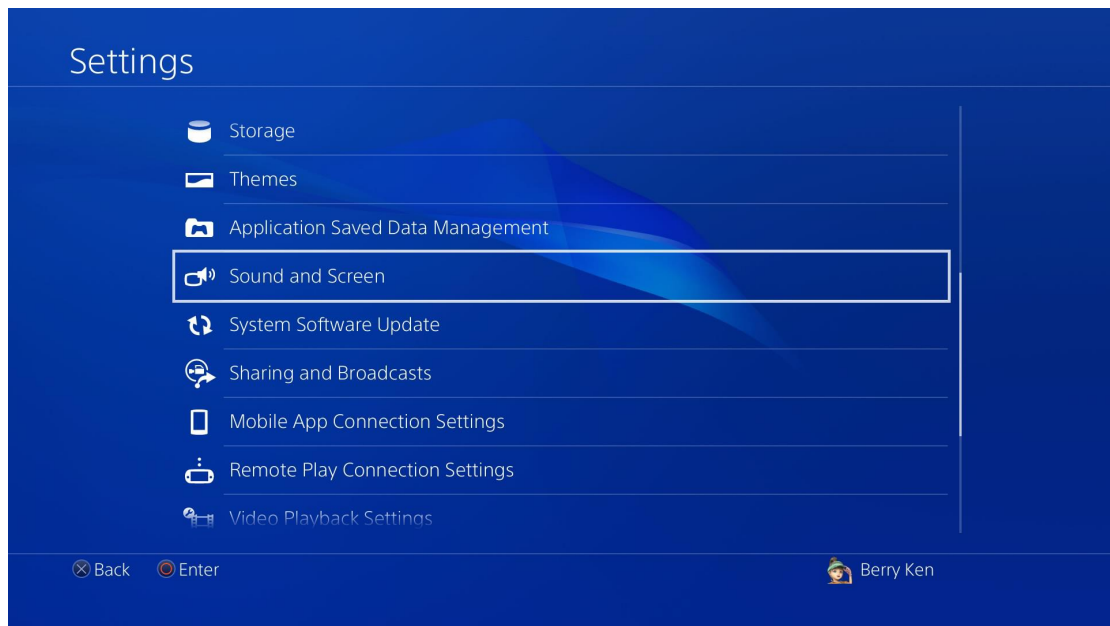 Settings
Storage
Themes
Application Saved Data Management
Sound and Screen
System Software Update
Sharing and Broadcasts
Mobile App Connection Settings
Remote Play Connection Settings
Video Playback Settings
Back Enter Berry Ken